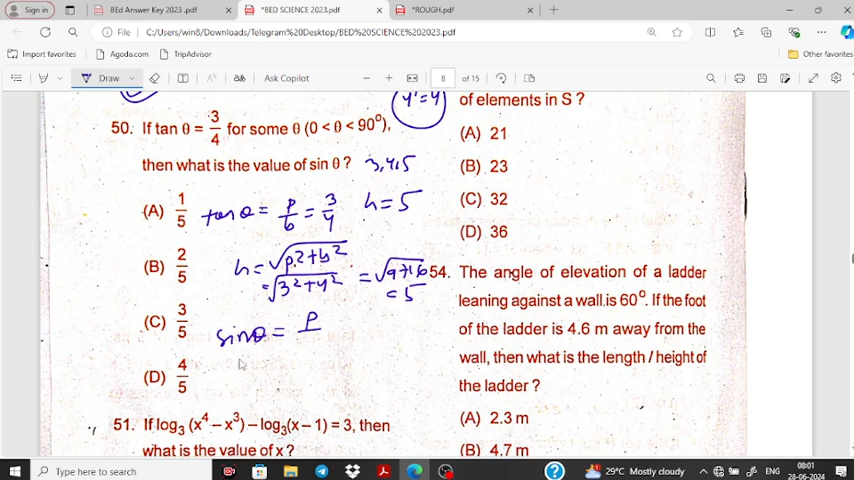 Sign in
BEd Answer Key 2023 .pdf
*BED SCIENCE 2023.pdf
*ROUGH.pdf
File
C:/Users/win8/Downloads/Telegram%20Desktop/BED%20SCIENCE%202023.pdf
Import favorites
Agoda.com
TripAdvisor
Other favorites
Draw
Ask Copilot
8
of 15
y' = 4
50. If tan θ = 3/4 for some θ (0 < θ < 90°),
then what is the value of sin θ ?
3,4,5
(A) 1/5
tanθ = p/b = 3/4
h = 5
(B) 2/5
h = √p²+b²
= √3²+4² = √9+16
= 5
(C) 3/5
sinθ = P
(D) 4/5
51. If log₃ (x⁴ – x³) – log₃(x – 1) = 3, then
what is the value of x ?
of elements in S ?
(A) 21
(B) 23
(C) 32
(D) 36
54. The angle of elevation of a ladder
leaning against a wall is 60°. If the foot
of the ladder is 4.6 m away from the
wall, then what is the length / height of
the ladder ?
(A) 2.3 m
(B) 4.7 m
Type here to search
29°C Mostly cloudy
ENG
08:01
28-06-2024